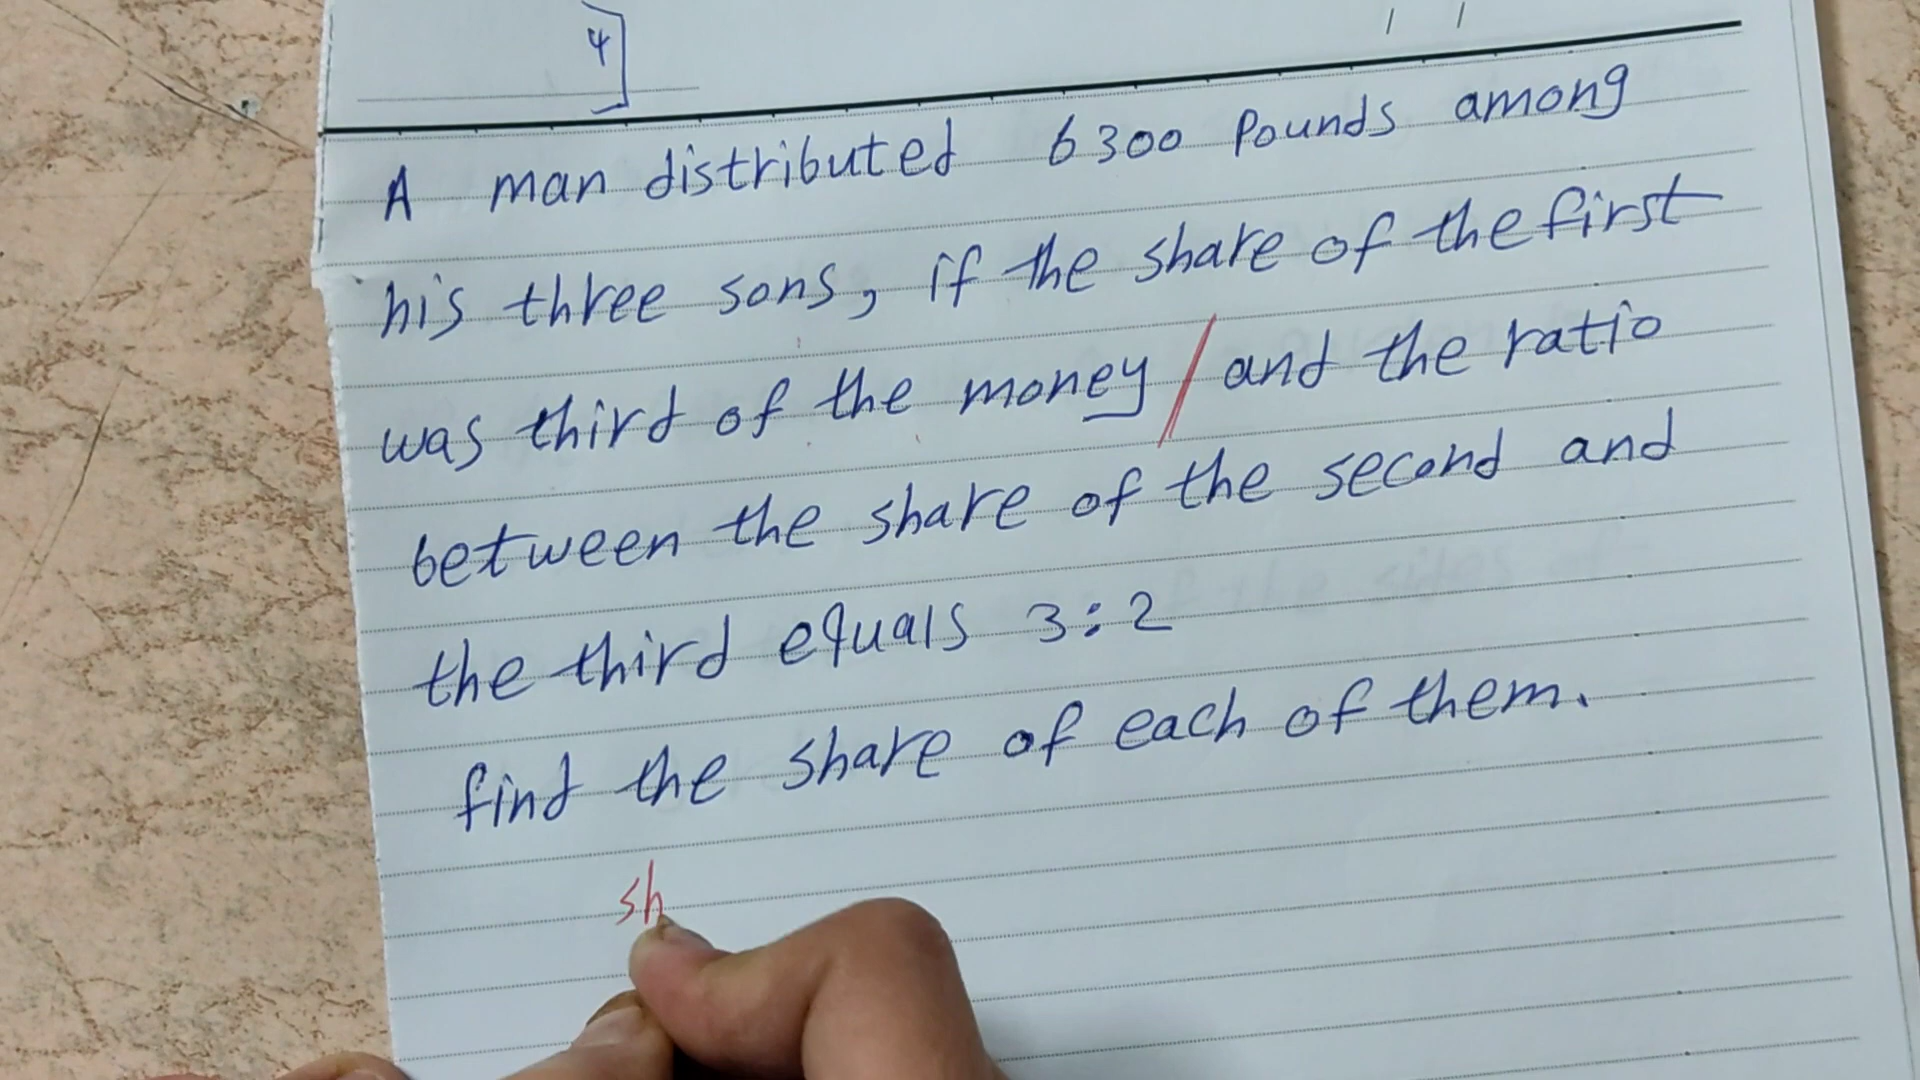 4]
A man distributed 6300 Pounds among
his three sons, if the share of the first
was third of the money / and the ratio
between the share of the second and
the third equals 3:2
find the share of each of them.
sh